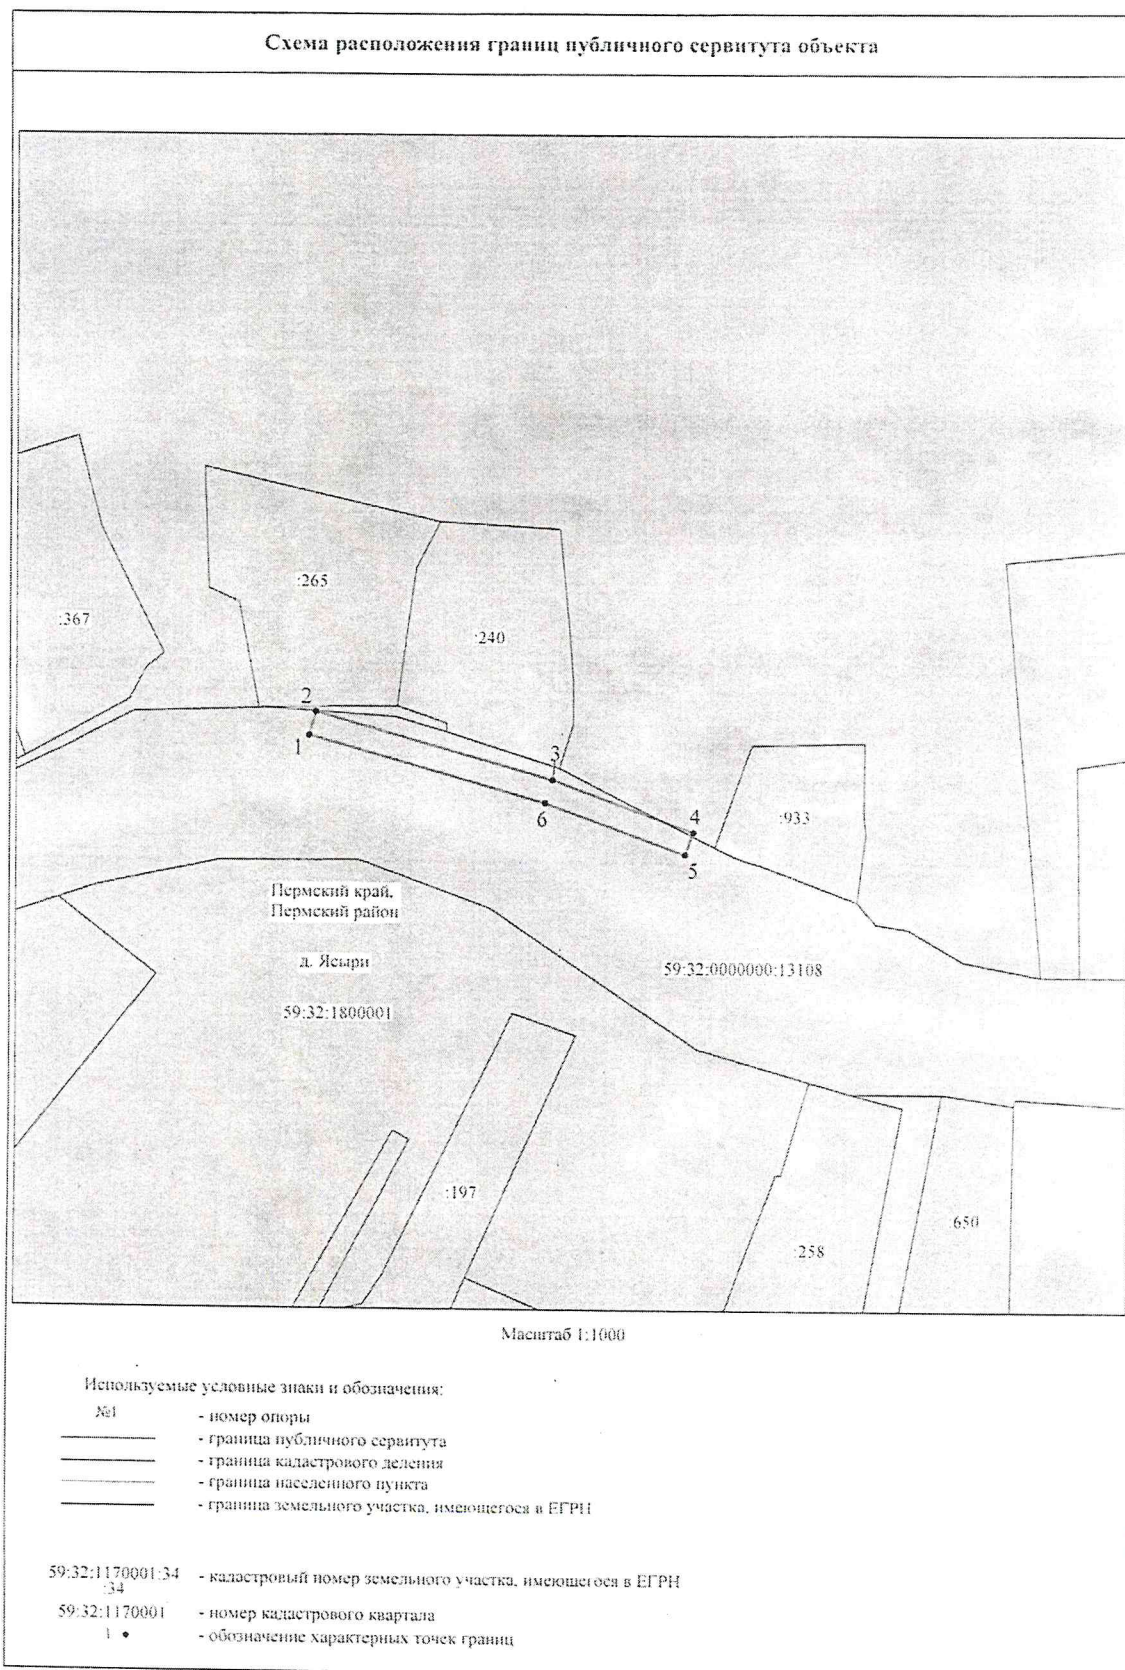 Схема расположения границ публичного сервитута объекта
:265
:367
:240
2
1
3
6
4
5
:933
Пермский край,
Пермский район
д. Ясыри
59:32:0000000:13108
59:32:1800001
:197
:650
:258
Масштаб 1:1000
Используемые условные знаки и обозначения:
№1 - номер опоры
- граница публичного сервитута
- граница кадастрового деления
- граница населенного пункта
- граница земельного участка, имеющегося в ЕГРН
59:32:1170001:34
:34 - кадастровый номер земельного участка, имеющегося в ЕГРН
59:32:1170001 - номер кадастрового квартала
1 - обозначение характерных точек границ